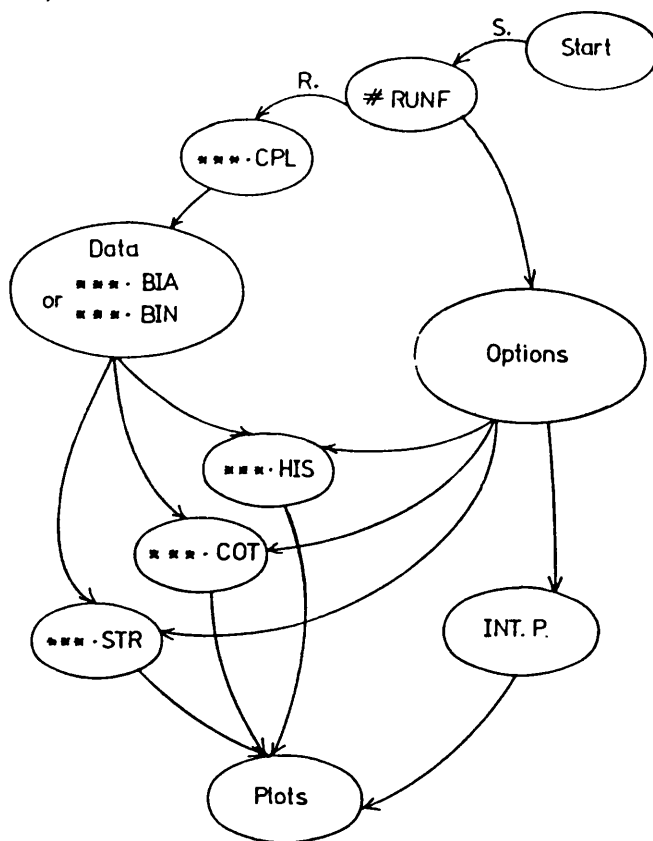 S.
Start
R.
# RUNF
***.CPL
Data
***.BIA
or ***.BIN
Options
***.HIS
***.COT
***.STR
INT. P.
Plots